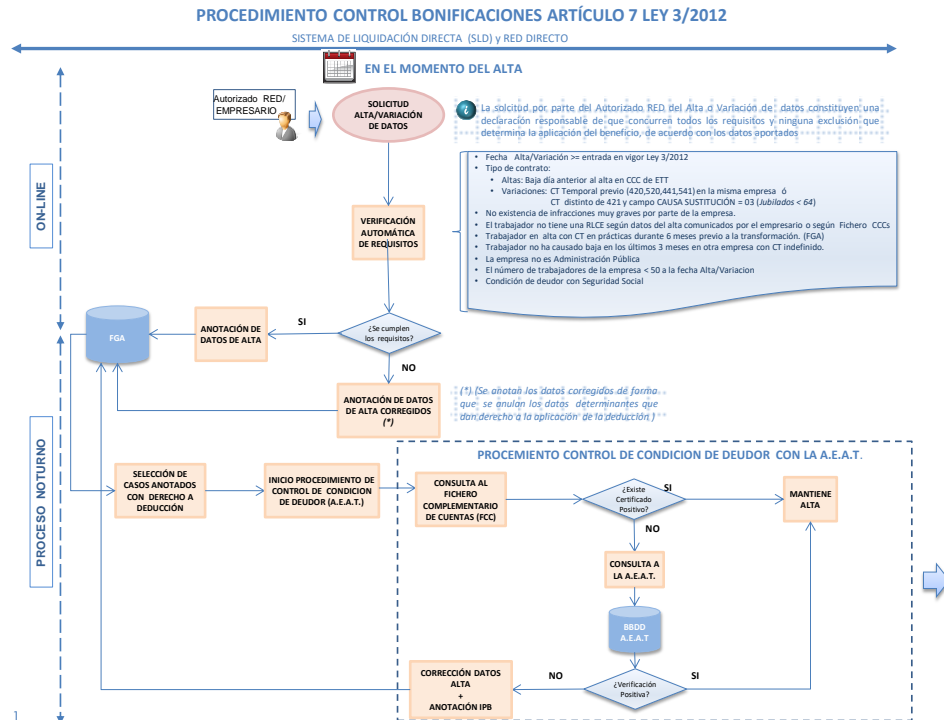 PROCEDIMIENTO CONTROL BONIFICACIONES ARTÍCULO 7 LEY 3/2012
SISTEMA DE LIQUIDACIÓN DIRECTA (SLD) y RED DIRECTO
EN EL MOMENTO DEL ALTA
Autorizado RED/
EMPRESARIO
SOLICITUD
ALTA/VARIACIÓN
DE DATOS
La solcitud por parte del Autorizado RED del Alta o Variación de datos constituyen una
declaración responsable de que concurren todos los requisitos y ninguna exclusión que
determina la aplicación del beneficio, de acuerdo con los datos aportados
ON-LINE
VERIFICACIÓN
AUTOMÁTICA
DE REQUISITOS
• Fecha Alta/Variación >= entrada en vigor Ley 3/2012
• Tipo de contrato:
• Altas: Baja día anterior al alta en CCC de ETT
• Variaciones: CT Temporal previo (420,520,441,541) en la misma empresa ó
CT distinto de 421 y campo CAUSA SUSTITUCIÓN = 03 (Jubilados < 64)
• No existencia de infracciones muy graves por parte de la empresa.
• El trabajador no tiene una RLCE según datos del alta comunicados por el empresario o según Fichero CCCs
• Trabajador en alta con CT en prácticas durante 6 meses previo a la transformación. (FGA)
• Trabajador no ha causado baja en los últimos 3 meses en otra empresa con CT indefinido.
• La empresa no es Administración Pública
• El número de trabajadores de la empresa < 50 a la fecha Alta/Variacion
• Condición de deudor con Seguridad Social
FGA
ANOTACIÓN DE
DATOS DE ALTA
SI
¿Se cumplen
los requisitos?
NO
ANOTACIÓN DE DATOS
DE ALTA CORREGIDOS
(*)
(*) (Se anotan los datos corregidos de forma
que se anulan los datos determinantes que
dan derecho a la aplicación de la deducción )
PROCESO NOTURNO
PROCEMIENTO CONTROL DE CONDICION DE DEUDOR CON LA A.E.A.T.
SELECCIÓN DE
CASOS ANOTADOS
CON DERECHO A
DEDUCCIÓN
INICIO PROCEDIMIENTO DE
CONTROL DE CONDICION
DE DEUDOR (A.E.A.T.)
CONSULTA AL
FICHERO
COMPLEMENTARIO
DE CUENTAS (FCC)
¿Existe
Certificado
Positivo?
SI
MANTIENE
ALTA
NO
CONSULTA A
LA A.E.A.T.
BBDD
A.E.A.T
CORRECCIÓN DATOS
ALTA
+
ANOTACIÓN IPB
NO
¿Verificación
Positiva?
SI
1